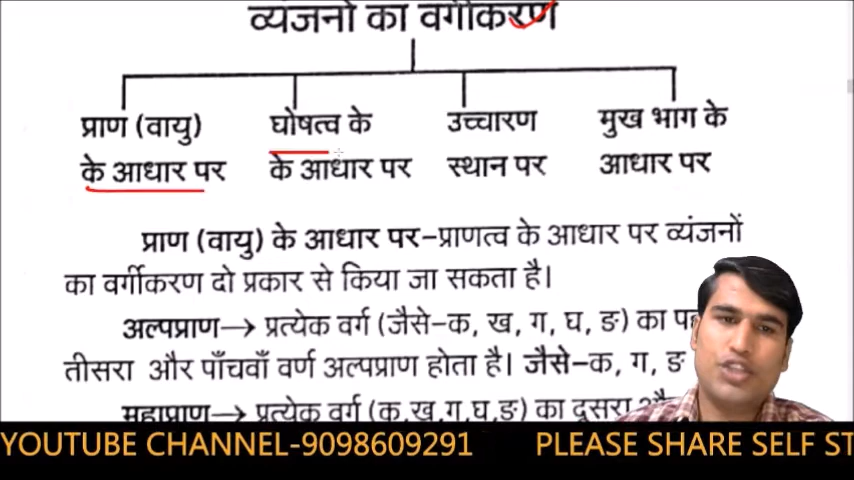 व्यंजनों का वर्गीकरण
प्राण (वायु) के आधार पर
घोषत्व के के आधार पर
उच्चारण स्थान पर
मुख भाग के आधार पर
प्राण (वायु) के आधार पर–प्राणत्व के आधार पर व्यंजनों
का वर्गीकरण दो प्रकार से किया जा सकता है।
अल्पप्राण→ प्रत्येक वर्ग (जैसे–क, ख, ग, घ, ङ) का
तीसरा और पाँचवाँ वर्ण अल्पप्राण होता है। जैसे–क, ग, ङ
महाप्राण→ प्रत्येक वर्ग (क,ख,ग,घ,ङ) का दूसरा
YOUTUBE CHANNEL-9098609291 PLEASE SHARE SELF